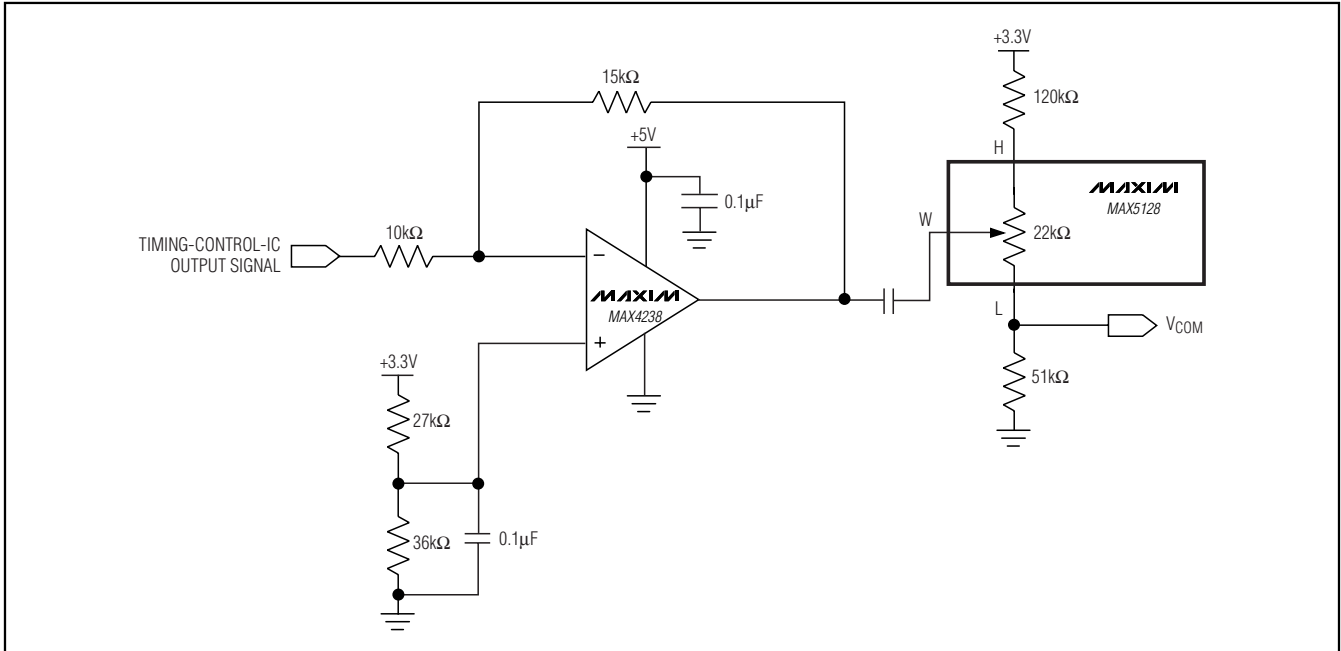 +3.3V
15kΩ
120kΩ
+5V
H
MAXIM
MAX5128
0.1µF
W
22kΩ
TIMING-CONTROL-IC
OUTPUT SIGNAL
10kΩ
−
MAXIM
MAX4238
L
VCOM
+
+3.3V
51kΩ
27kΩ
36kΩ
0.1µF